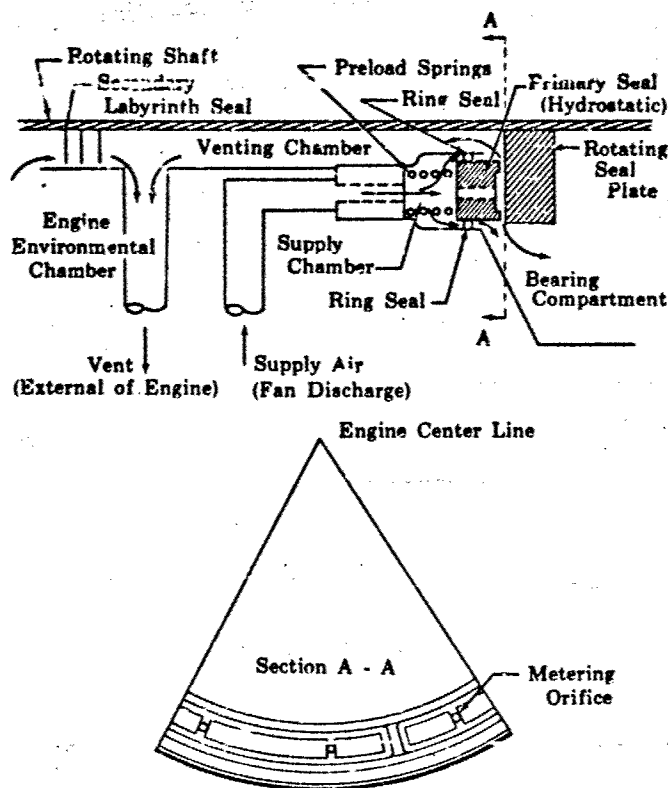 A
Rotating Shaft
Secondary
Labyrinth Seal
Preload Springs
Ring Seal
Primary Seal
(Hydrostatic)
Venting Chamber
Rotating
Seal
Plate
Engine
Environmental
Chamber
Supply
Chamber
Ring Seal
Bearing
Compartment
A
Vent
(External of Engine)
Supply Air
(Fan Discharge)
Engine Center Line
Section A - A
Metering
Orifice